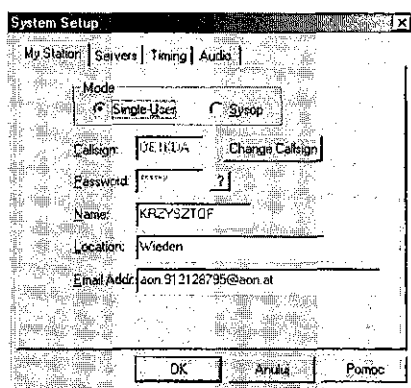 System Setup
My Station Servers Timing Audio
Mode
Single-User Sysop
Callsign: Change Callsign
Password: ****** ?
Name: KRZYSZTOF
Location: Wieden
Email Addr: aon.912128795@aon.at
OK Anuluj Pomoc